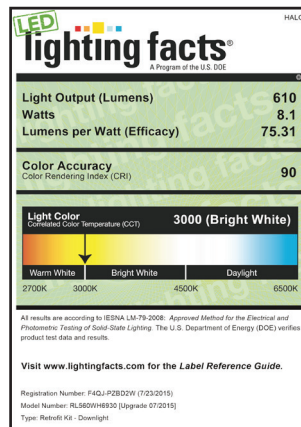 LED
HALO
lighting facts®
A Program of the U.S. DOE
Light Output (Lumens) 610
Watts 8.1
Lumens per Watt (Efficacy) 75.31
Color Accuracy
Color Rendering Index (CRI) 90
Light Color
Correlated Color Temperature (CCT) 3000 (Bright White)
Warm White Bright White Daylight
2700K 3000K 4500K 6500K
All results are according to IESNA LM-79-2008: Approved Method for the Electrical and
Photometric Testing of Solid-State Lighting. The U.S. Department of Energy (DOE) verifies
product test data and results.
Visit www.lightingfacts.com for the Label Reference Guide.
Registration Number: F4QJ-PZBD2W (7/23/2015)
Model Number: RL560WH6930 [Upgrade 07/2015]
Type: Retrofit Kit - Downlight